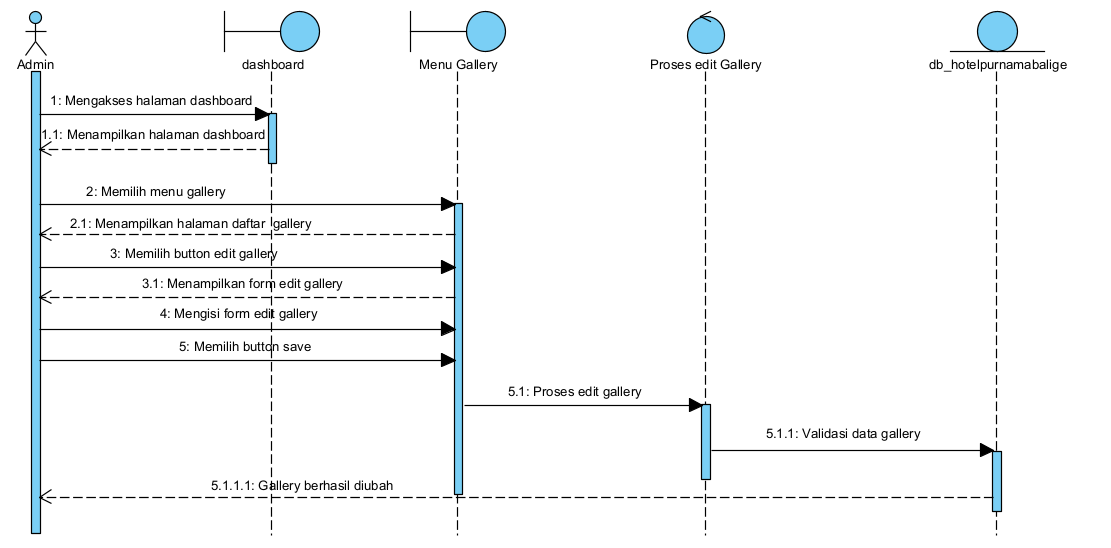 Admin
dashboard
Menu Gallery
Proses edit Gallery
db_hotelpurnamabalige
1: Mengakses halaman dashboard
1.1: Menampilkan halaman dashboard
2: Memilih menu gallery
2.1: Menampilkan halaman daftar gallery
3: Memilih button edit gallery
3.1: Menampilkan form edit gallery
4: Mengisi form edit gallery
5: Memilih button save
5.1: Proses edit gallery
5.1.1: Validasi data gallery
5.1.1.1: Gallery berhasil diubah